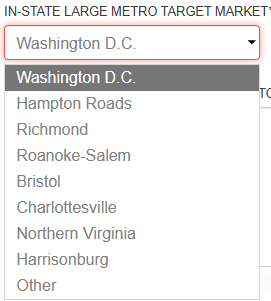 IN-STATE LARGE METRO TARGET MARKET*
Washington D.C.
Washington D.C.
Hampton Roads
Richmond
Roanoke-Salem
Bristol
Charlottesville
Northern Virginia
Harrisonburg
Other